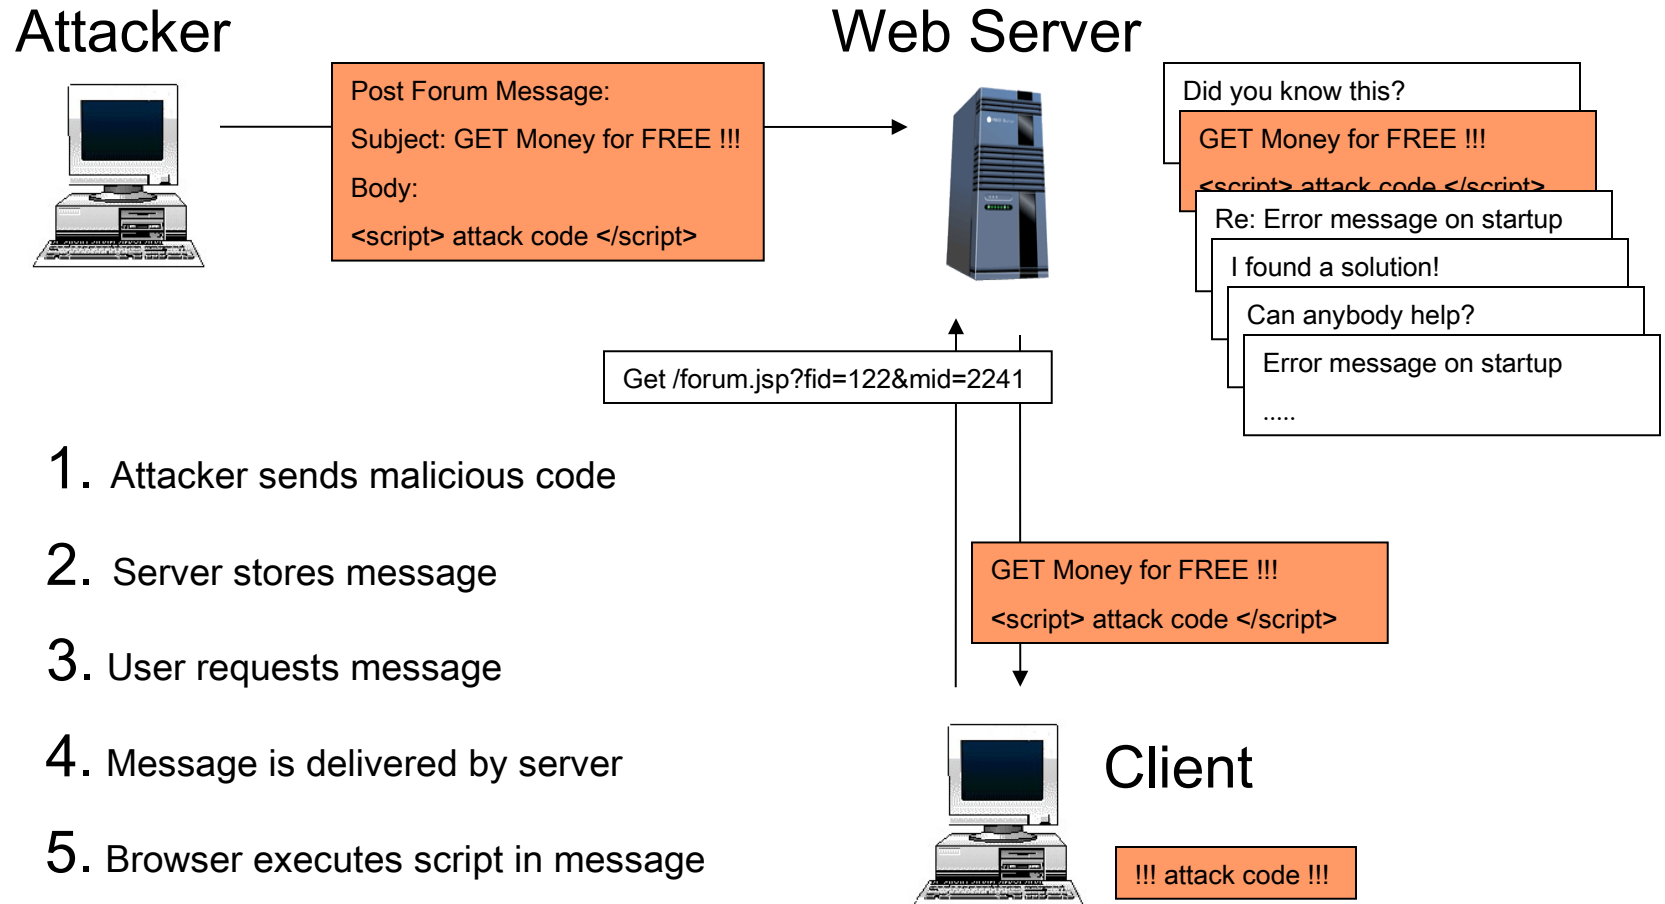 Attacker
Web Server
Post Forum Message:
Subject: GET Money for FREE !!!
Body:
<script> attack code </script>
Did you know this?
GET Money for FREE !!!
<script> attack code </script>
Re: Error message on startup
I found a solution!
Can anybody help?
Error message on startup
.....
Get /forum.jsp?fid=122&mid=2241
1. Attacker sends malicious code
2. Server stores message
3. User requests message
4. Message is delivered by server
5. Browser executes script in message
GET Money for FREE !!!
<script> attack code </script>
Client
!!! attack code !!!